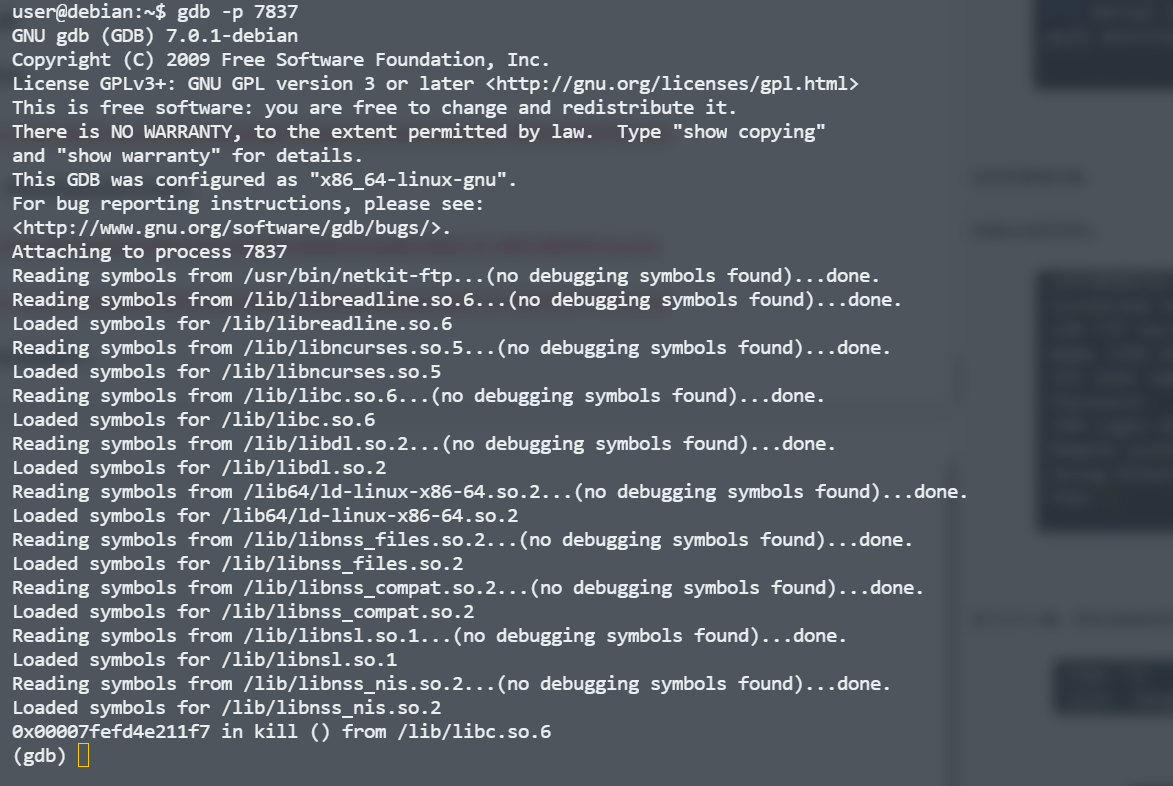 user@debian:~$ gdb -p 7837
GNU gdb (GDB) 7.0.1-debian
Copyright (C) 2009 Free Software Foundation, Inc.
License GPLv3+: GNU GPL version 3 or later <http://gnu.org/licenses/gpl.html>
This is free software: you are free to change and redistribute it.
There is NO WARRANTY, to the extent permitted by law.  Type "show copying"
and "show warranty" for details.
This GDB was configured as "x86_64-linux-gnu".
For bug reporting instructions, please see:
<http://www.gnu.org/software/gdb/bugs/>.
Attaching to process 7837
Reading symbols from /usr/bin/netkit-ftp...(no debugging symbols found)...done.
Reading symbols from /lib/libreadline.so.6...(no debugging symbols found)...done.
Loaded symbols for /lib/libreadline.so.6
Reading symbols from /lib/libncurses.so.5...(no debugging symbols found)...done.
Loaded symbols for /lib/libncurses.so.5
Reading symbols from /lib/libc.so.6...(no debugging symbols found)...done.
Loaded symbols for /lib/libc.so.6
Reading symbols from /lib/libdl.so.2...(no debugging symbols found)...done.
Loaded symbols for /lib/libdl.so.2
Reading symbols from /lib64/ld-linux-x86-64.so.2...(no debugging symbols found)...done.
Loaded symbols for /lib64/ld-linux-x86-64.so.2
Reading symbols from /lib/libnss_files.so.2...(no debugging symbols found)...done.
Loaded symbols for /lib/libnss_files.so.2
Reading symbols from /lib/libnss_compat.so.2...(no debugging symbols found)...done.
Loaded symbols for /lib/libnss_compat.so.2
Reading symbols from /lib/libnsl.so.1...(no debugging symbols found)...done.
Loaded symbols for /lib/libnsl.so.1
Reading symbols from /lib/libnss_nis.so.2...(no debugging symbols found)...done.
Loaded symbols for /lib/libnss_nis.so.2
0x00007fefd4e211f7 in kill () from /lib/libc.so.6
(gdb)